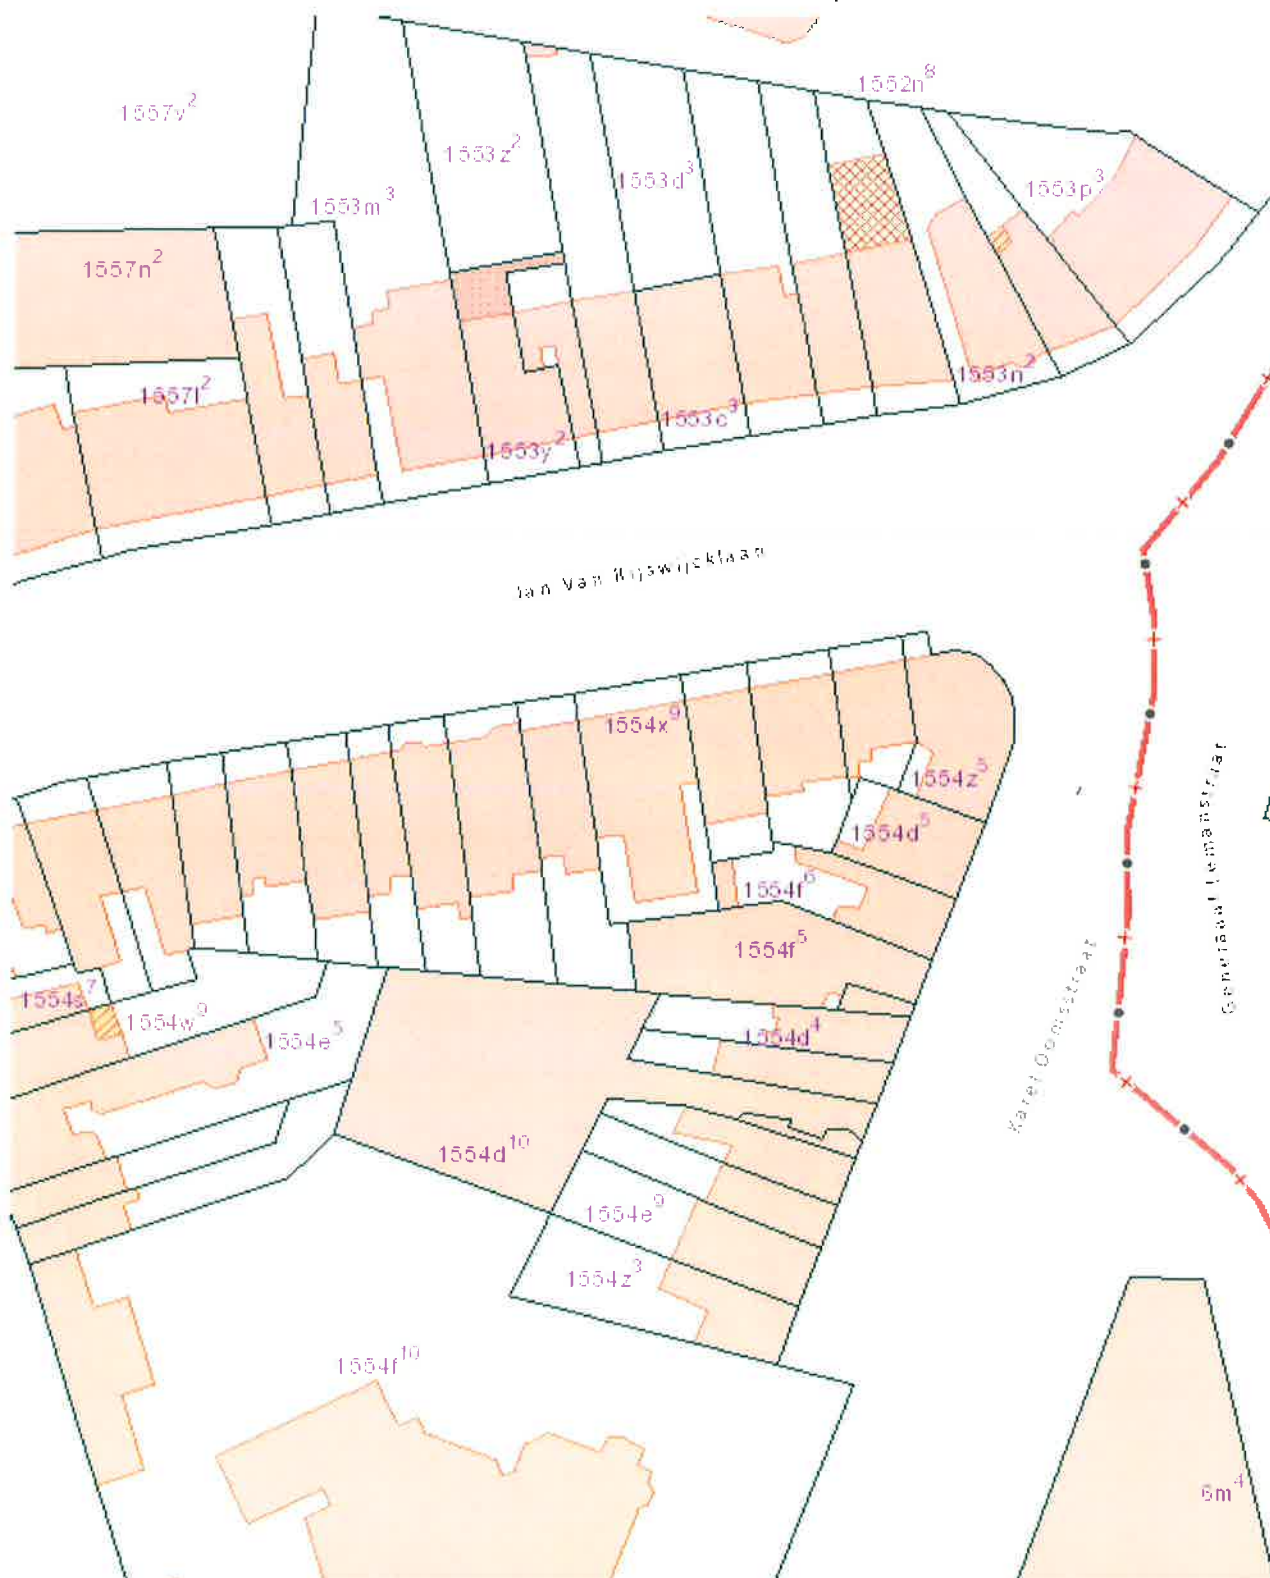 1552n⁸
1557v²
1553z²
1553d³
1553p³
1553m³
1557n²
1553n²
1557l²
1553c³
1553y²
Jan Van Rijswijcklaan
1554x⁹
1554z⁵
Generaal Lemanstraat
1554d⁵
1554f⁶
1554f⁵
1554s⁷
1554w⁹
1554e⁵
1554d⁴
Karel Oomsstraat
1554d¹⁰
1554e⁹
1554z³
1554f¹⁰
6m⁴